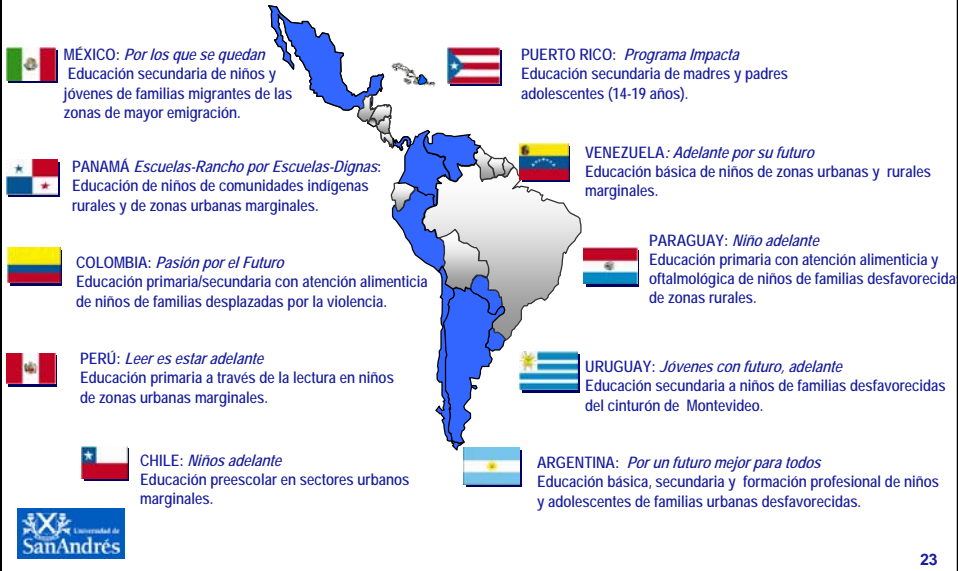 MÉXICO: Por los que se quedan
Educación secundaria de niños y
jóvenes de familias migrantes de las
zonas de mayor emigración.
PUERTO RICO: Programa Impacta
Educación secundaria de madres y padres
adolescentes (14-19 años).
PANAMÁ Escuelas-Rancho por Escuelas-Dignas:
Educación de niños de comunidades indígenas
rurales y de zonas urbanas marginales.
VENEZUELA: Adelante por su futuro
Educación básica de niños de zonas urbanas y rurales
marginales.
COLOMBIA: Pasión por el Futuro
Educación primaria/secundaria con atención alimenticia
de niños de familias desplazadas por la violencia.
PARAGUAY: Niño adelante
Educación primaria con atención alimenticia y
oftalmológica de niños de familias desfavorecida
de zonas rurales.
PERÚ: Leer es estar adelante
Educación primaria a través de la lectura en niños
de zonas urbanas marginales.
URUGUAY: Jóvenes con futuro, adelante
Educación secundaria a niños de familias desfavorecidas
del cinturón de Montevideo.
CHILE: Niños adelante
Educación preescolar en sectores urbanos
marginales.
ARGENTINA: Por un futuro mejor para todos
Educación básica, secundaria y formación profesional de niños
y adolescentes de familias urbanas desfavorecidas.
Universidad de
SanAndrés
23